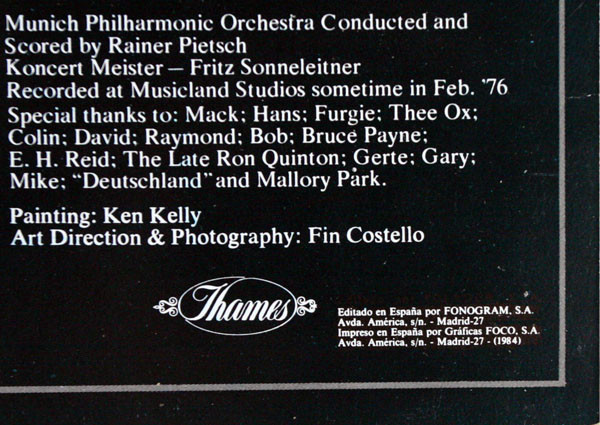 Munich Philharmonic Orchestra Conducted and
Scored by Rainer Pietsch
Koncert Meister – Fritz Sonneleitner
Recorded at Musicland Studios sometime in Feb. '76
Special thanks to: Mack; Hans; Furgie; Thee Ox;
Colin; David; Raymond; Bob; Bruce Payne;
E. H. Reid; The Late Ron Quinton; Gerte; Gary;
Mike; "Deutschland" and Mallory Park.
Painting: Ken Kelly
Art Direction & Photography: Fin Costello
Thames
Editado en España por FONOGRAM, S.A.
Avda. América, s/n. - Madrid-27
Impreso en España por Gráficas FOCO, S.A.
Avda. América, s/n. - Madrid-27 - (1984)